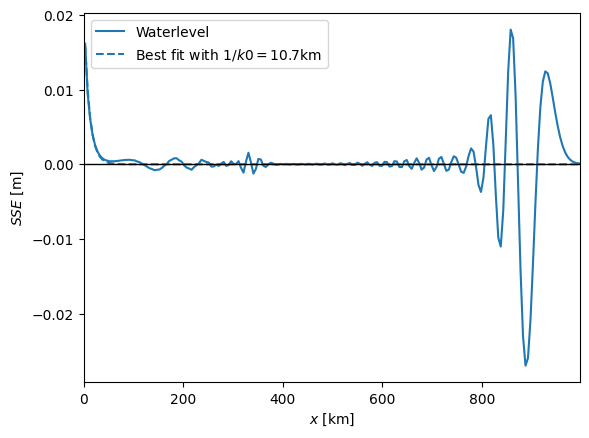 0.02
0.01
0.00
−0.01
−0.02
SSE [m]
Waterlevel
Best fit with 1/k0 = 10.7km
0 200 400 600 800
x [km]